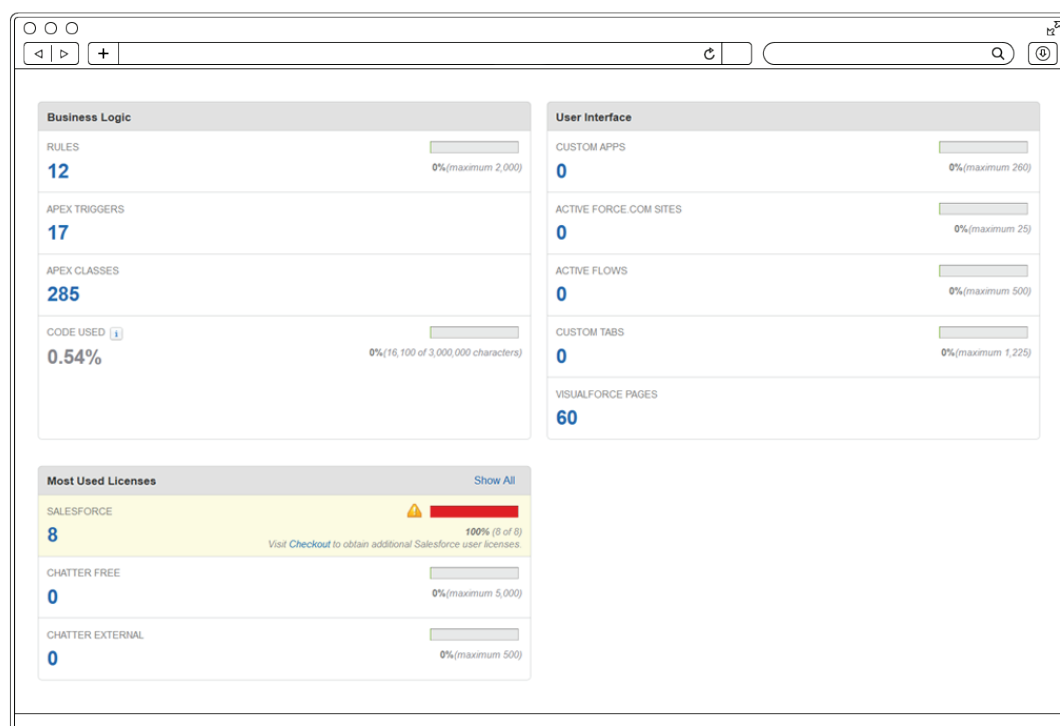 Business Logic
RULES
12
0%(maximum 2,000)
APEX TRIGGERS
17
APEX CLASSES
285
CODE USED i
0.54%
0%(16,100 of 3,000,000 characters)
User Interface
CUSTOM APPS
0
0%(maximum 260)
ACTIVE FORCE.COM SITES
0
0%(maximum 25)
ACTIVE FLOWS
0
0%(maximum 500)
CUSTOM TABS
0
0%(maximum 1,225)
VISUALFORCE PAGES
60
Most Used Licenses Show All
SALESFORCE
8
100% (8 of 8)
Visit Checkout to obtain additional Salesforce user licenses.
CHATTER FREE
0
0%(maximum 5,000)
CHATTER EXTERNAL
0
0%(maximum 500)